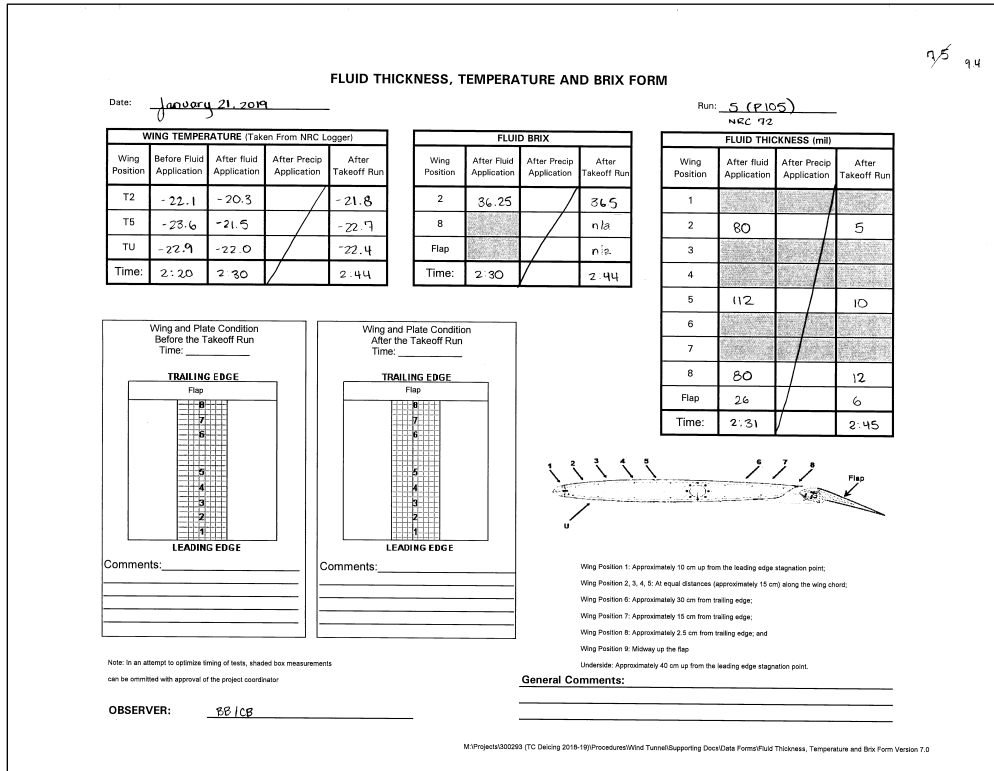 9.4
FLUID THICKNESS, TEMPERATURE AND BRIX FORM
Date: January 21, 2019
Run: 5 (P105)
NRC 72
WING TEMPERATURE (Taken From NRC Logger)
Wing Position | Before Fluid Application | After fluid Application | After Precip Application | After Takeoff Run
T2 | -22.1 | -20.3 | | -21.8
T5 | -23.6 | -21.5 | | -22.7
TU | -22.9 | -22.0 | | -22.4
Time: | 2:20 | 2:30 | | 2:44
FLUID BRIX
Wing Position | After Fluid Application | After Precip Application | After Takeoff Run
2 | 36.25 | | 36.5
8 | | | n/a
Flap | | | n/a
Time: | 2:30 | | 2:44
FLUID THICKNESS (mil)
Wing Position | After fluid Application | After Precip Application | After Takeoff Run
1
2 | 80 | | 5
3
4
5 | 112 | | 10
6
7
8 | 80 | | 12
Flap | 26 | | 6
Time: | 2:31 | | 2:45
Wing and Plate Condition
Before the Takeoff Run
Time:
TRAILING EDGE
Flap
8
7
6
5
4
3
2
1
LEADING EDGE
Comments:
Wing and Plate Condition
After the Takeoff Run
Time:
TRAILING EDGE
Flap
8
7
6
5
4
3
2
1
LEADING EDGE
Comments:
1 2 3 4 5 6 7 8
Flap
U
Wing Position 1: Approximately 10 cm up from the leading edge stagnation point;
Wing Position 2, 3, 4, 5: At equal distances (approximately 15 cm) along the wing chord;
Wing Position 6: Approximately 30 cm from trailing edge;
Wing Position 7: Approximately 15 cm from trailing edge;
Wing Position 8: Approximately 2.5 cm from trailing edge; and
Wing Position 9: Midway up the flap
Underside: Approximately 40 cm up from the leading edge stagnation point.
Note: In an attempt to optimize timing of tests, shaded box measurements
can be ommitted with approval of the project coordinator
General Comments:
OBSERVER: BB/CB
M:\Projects\300293 (TC Deicing 2018-19)\Procedures\Wind Tunnel\Supporting Docs\Data Forms\Fluid Thickness, Temperature and Brix Form Version 7.0